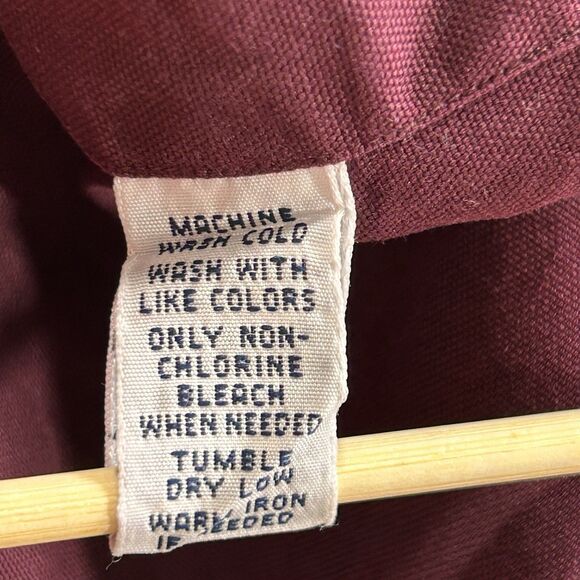 MACHINE
WASH COLD
WASH WITH
LIKE COLORS
ONLY NON-
CHLORINE
BLEACH
WHEN NEEDED
TUMBLE
DRY LOW
WARM IRON
IF NEEDED